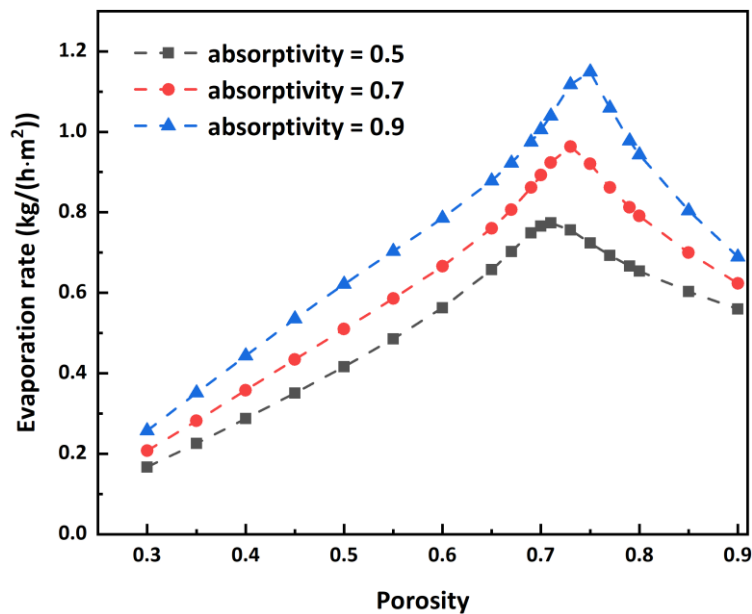 1.2
1.0
0.8
0.6
0.4
0.2
0.0
Evaporation rate (kg/(h·m²))
absorptivity = 0.5
absorptivity = 0.7
absorptivity = 0.9
0.3 0.4 0.5 0.6 0.7 0.8 0.9
Porosity